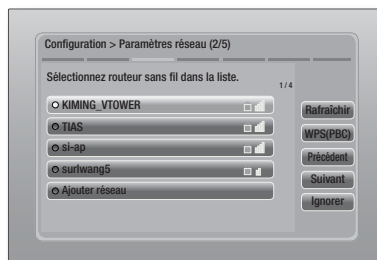 Configuration > Paramètres réseau (2/5)
Sélectionnez routeur sans fil dans la liste.
1/4
KIMING_VTOWER
TIAS
si-ap
surlwang5
Ajouter réseau
Rafraîchir
WPS(PBC)
Précédent
Suivant
Ignorer